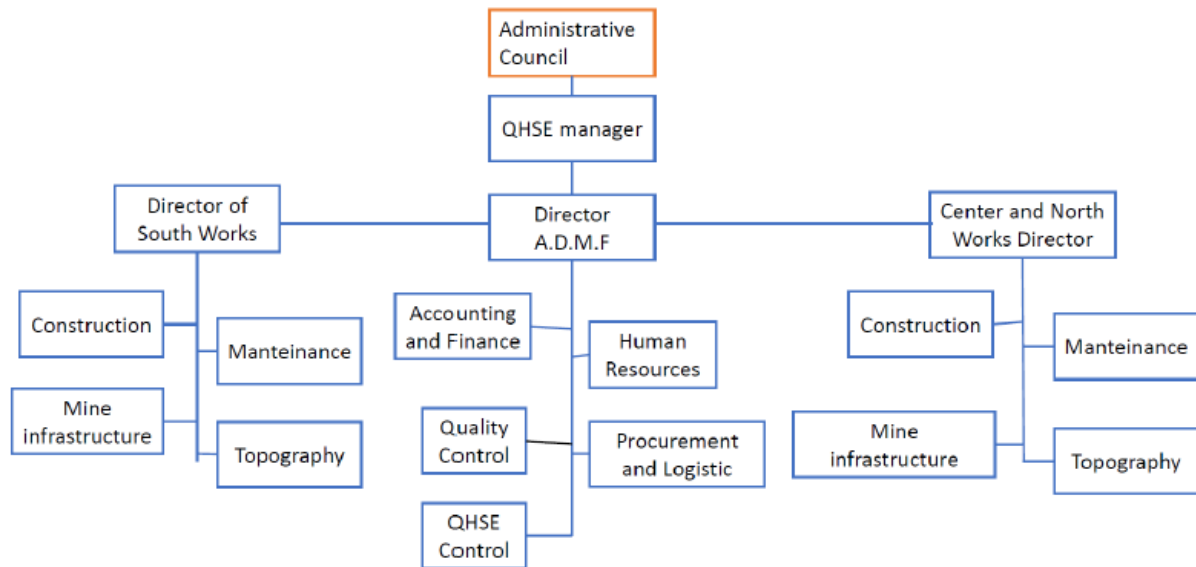 Administrative
Council
QHSE manager
Director of
South Works
Director
A.D.M.F
Center and North
Works Director
Construction
Manteinance
Mine
infrastructure
Topography
Accounting
and Finance
Human
Resources
Quality
Control
Procurement
and Logistic
QHSE
Control
Construction
Manteinance
Mine
infrastructure
Topography